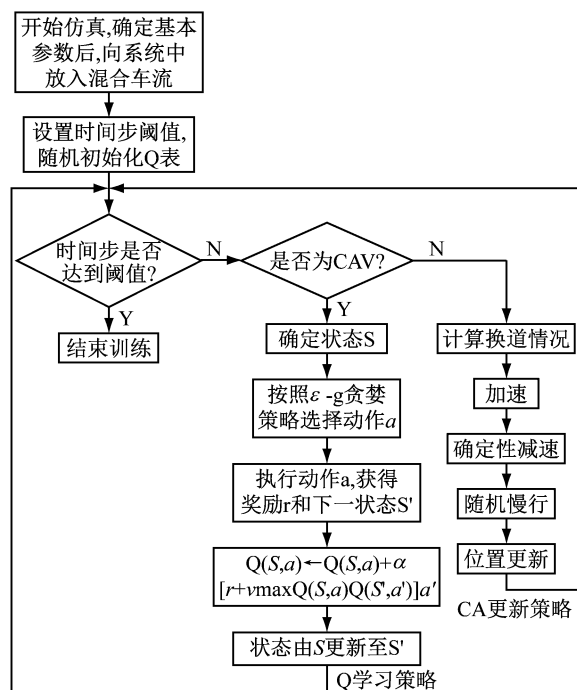 开始仿真,确定基本
参数后,向系统中
放入混合车流
设置时间步阈值,
随机初始化Q表
时间步是否
达到阈值?
N
是否为CAV?
N
Y
结束训练
Y
确定状态S
按照ε -g贪婪
策略选择动作a
执行动作a,获得
奖励r和下一状态S'
Q(S,a)←Q(S,a)+α
[r+vmaxQ(S,a)Q(S',a')]a'
状态由S更新至S'
Q学习策略
计算换道情况
加速
确定性减速
随机慢行
位置更新
CA更新策略